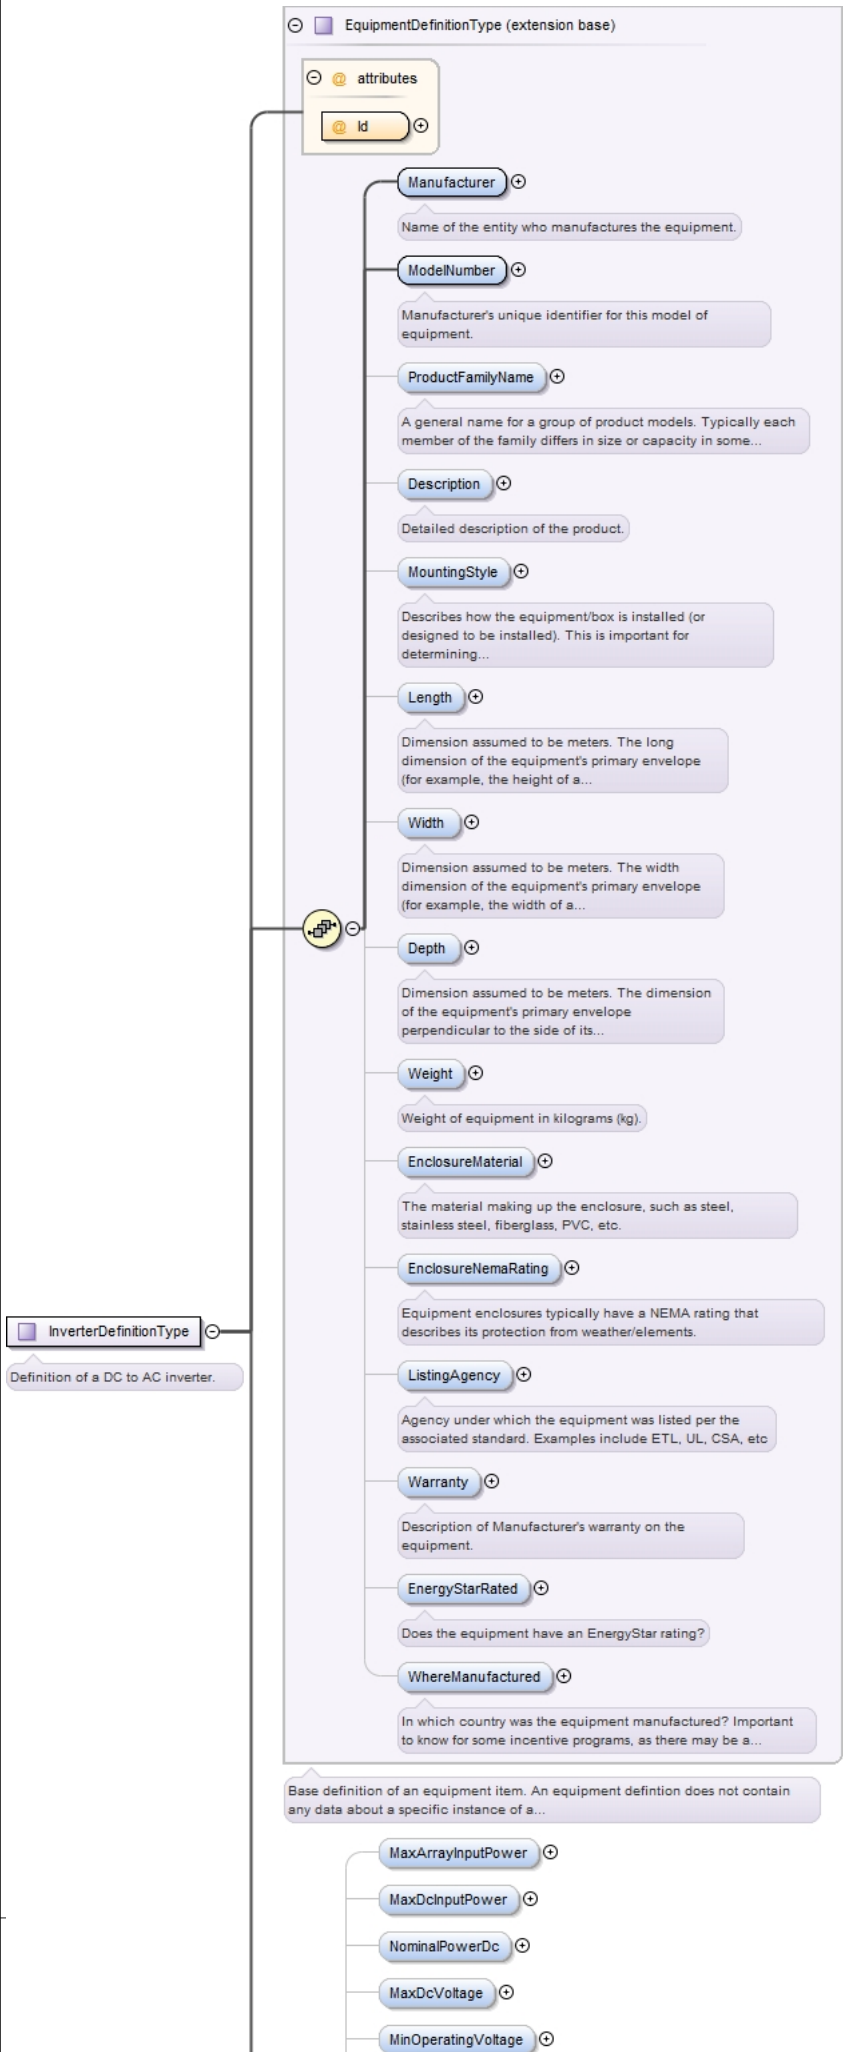 EquipmentDefinitionType (extension base)
@ attributes
@ Id
Manufacturer
Name of the entity who manufactures the equipment.
ModelNumber
Manufacturer's unique identifier for this model of
equipment.
ProductFamilyName
A general name for a group of product models. Typically each
member of the family differs in size or capacity in some...
Description
Detailed description of the product.
MountingStyle
Describes how the equipment/box is installed (or
designed to be installed). This is important for
determining...
Length
Dimension assumed to be meters. The long
dimension of the equipment's primary envelope
(for example, the height of a...
Width
Dimension assumed to be meters. The width
dimension of the equipment's primary envelope
(for example, the width of a...
Depth
Dimension assumed to be meters. The dimension
of the equipment's primary envelope
perpendicular to the side of its...
Weight
Weight of equipment in kilograms (kg).
EnclosureMaterial
The material making up the enclosure, such as steel,
stainless steel, fiberglass, PVC, etc.
EnclosureNemaRating
Equipment enclosures typically have a NEMA rating that
describes its protection from weather/elements.
InverterDefinitionType
Definition of a DC to AC inverter.
ListingAgency
Agency under which the equipment was listed per the
associated standard. Examples include ETL, UL, CSA, etc
Warranty
Description of Manufacturer's warranty on the
equipment.
EnergyStarRated
Does the equipment have an EnergyStar rating?
WhereManufactured
In which country was the equipment manufactured? Important
to know for some incentive programs, as there may be a...
Base definition of an equipment item. An equipment defintion does not contain
any data about a specific instance of a...
MaxArrayInputPower
MaxDcInputPower
NominalPowerDc
MaxDcVoltage
MinOperatingVoltage